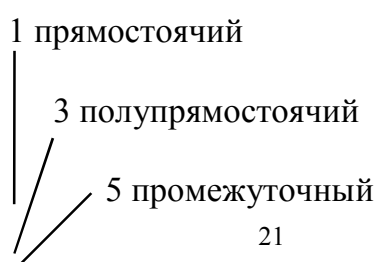 1 прямостоячий
3 полупрямостоячий
5 промежуточный
21